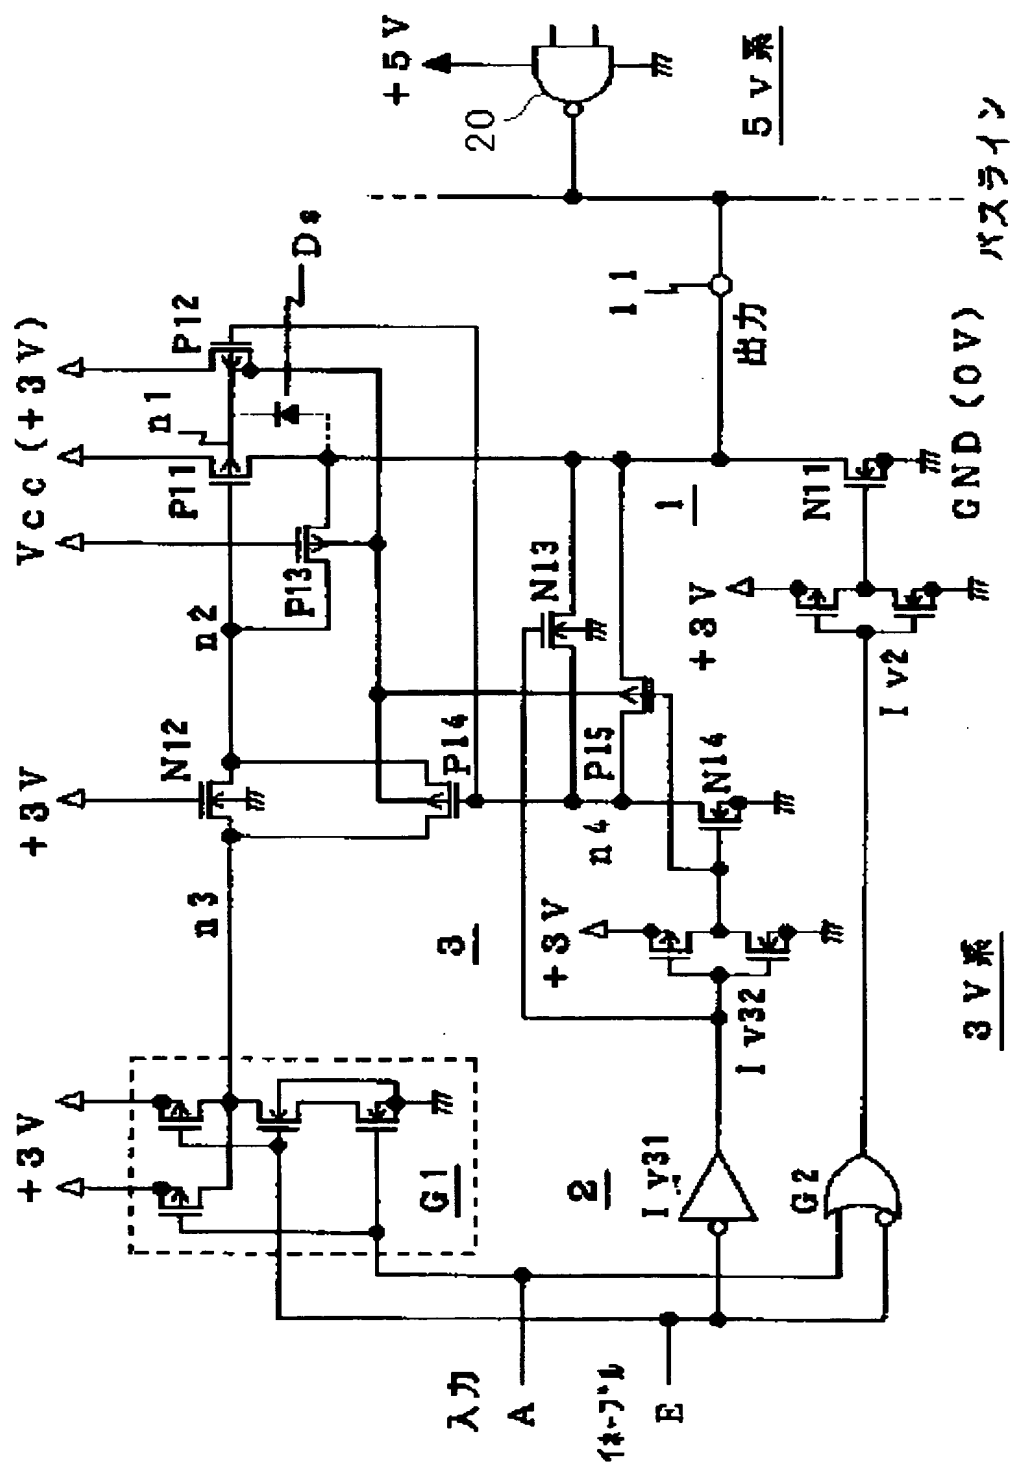 Vcc (+3V)
+3V
+3V
n3
N12
n2
P11
n1
P12
Ds
P13
G1
3
P14
N13
P15
n4
+3V
N14
1
11
出力
+5V
20
5V系
バスライン
入力
A
イネーブル
E
2
Iv31
Iv32
+3V
Iv2
N11
GND(0V)
G2
3V系